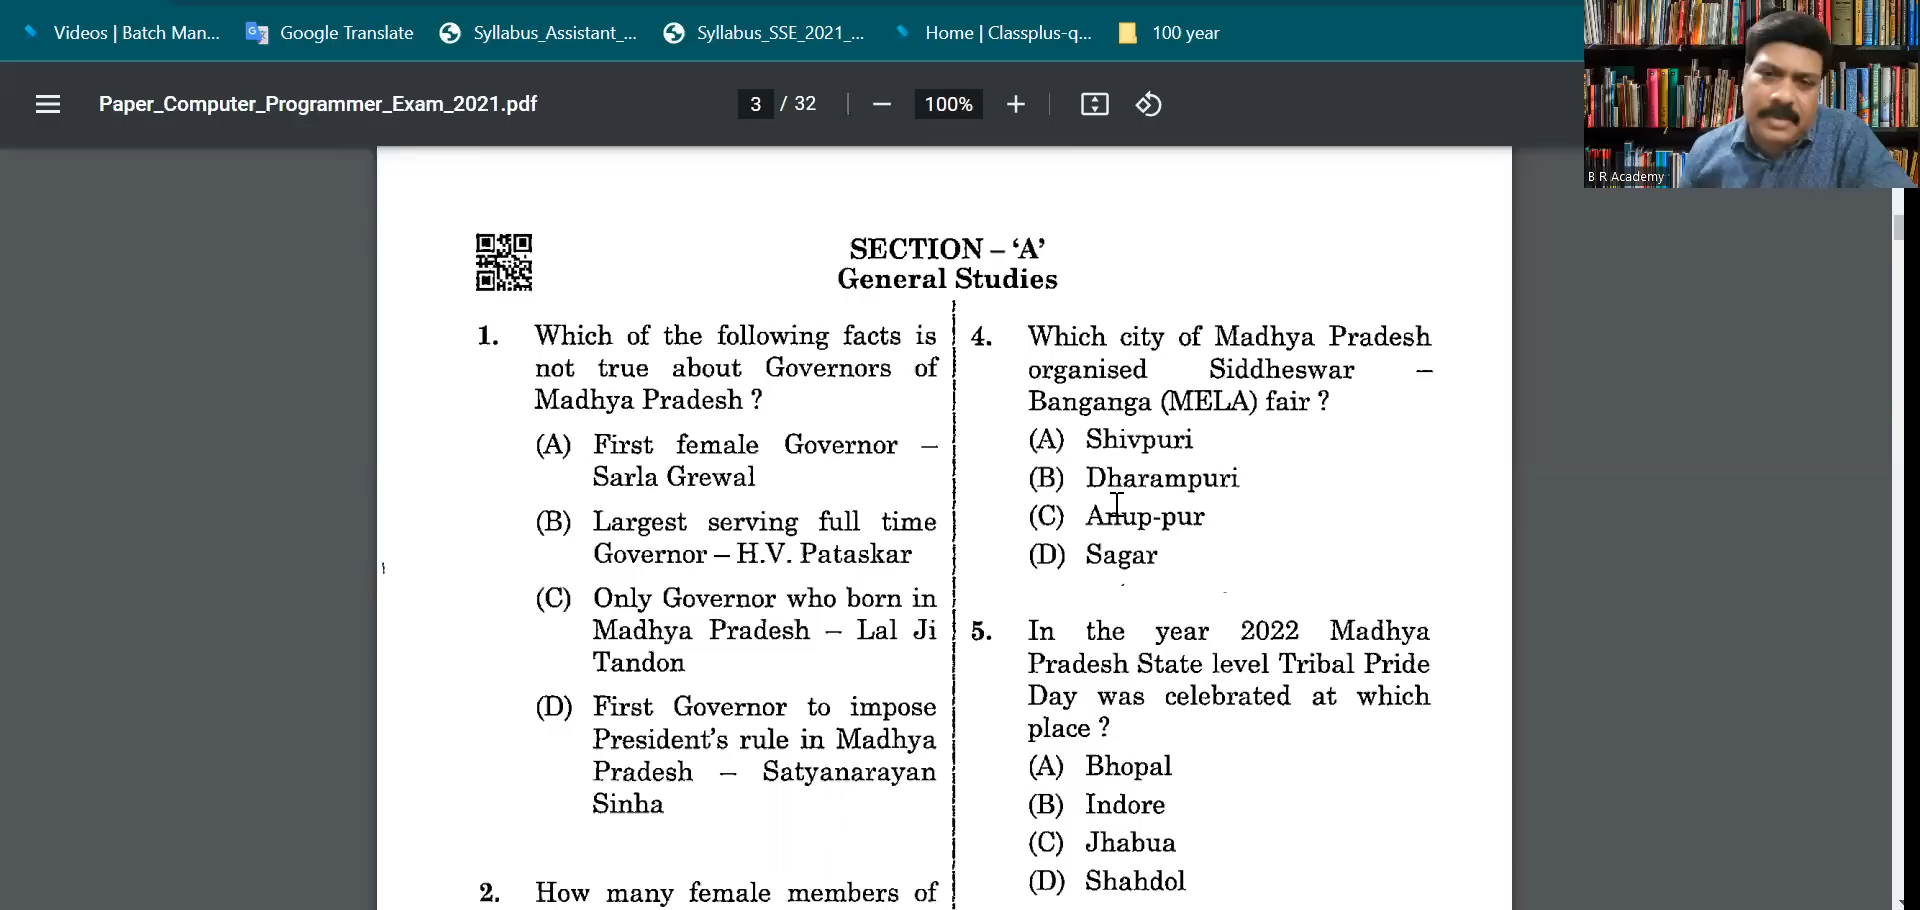 Videos | Batch Man...
Google Translate
Syllabus_Assistant_...
Syllabus_SSE_2021_...
Home | Classplus-q...
100 year
Paper_Computer_Programmer_Exam_2021.pdf
3 / 32
100%
B R Academy
SECTION – ‘A’
General Studies
1. Which of the following facts is
not true about Governors of
Madhya Pradesh ?
(A) First female Governor –
Sarla Grewal
(B) Largest serving full time
Governor – H.V. Pataskar
(C) Only Governor who born in
Madhya Pradesh – Lal Ji
Tandon
(D) First Governor to impose
President’s rule in Madhya
Pradesh – Satyanarayan
Sinha
2. How many female members of
4. Which city of Madhya Pradesh
organised Siddheswar –
Banganga (MELA) fair ?
(A) Shivpuri
(B) Dharampuri
(C) Anup-pur
(D) Sagar
5. In the year 2022 Madhya
Pradesh State level Tribal Pride
Day was celebrated at which
place ?
(A) Bhopal
(B) Indore
(C) Jhabua
(D) Shahdol